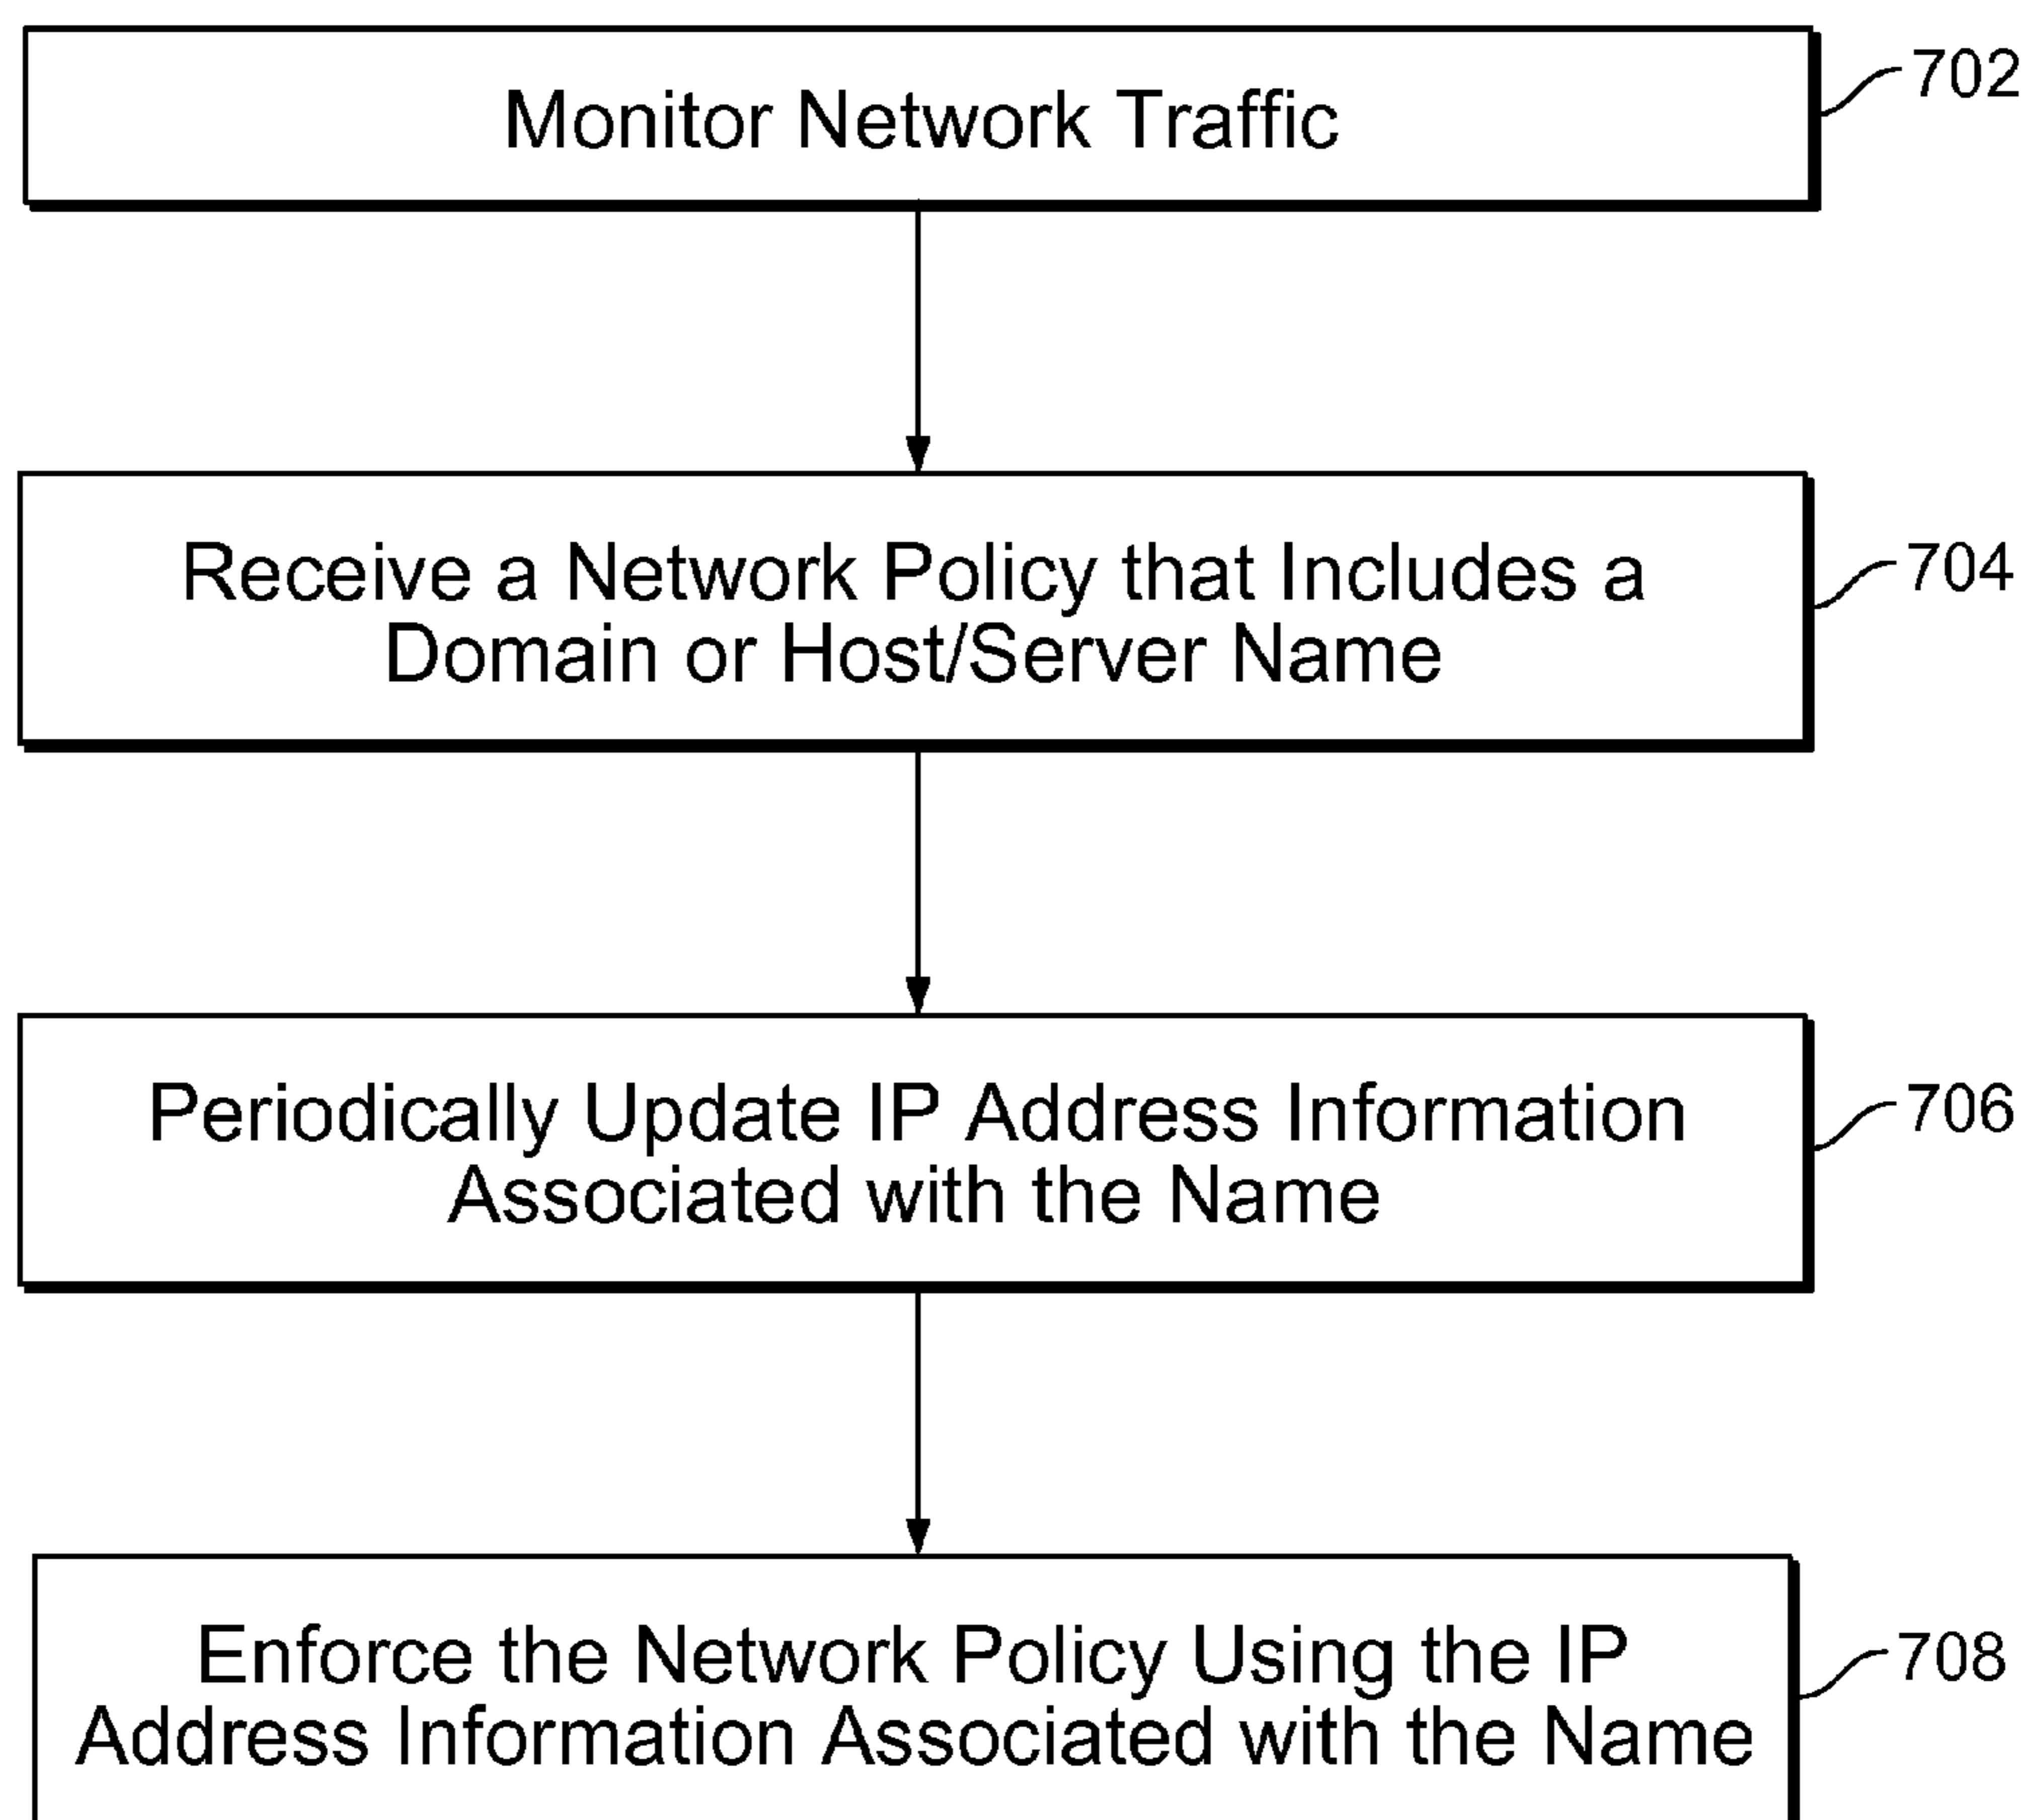 Monitor Network Traffic
702
Receive a Network Policy that Includes a
Domain or Host/Server Name
704
Periodically Update IP Address Information
Associated with the Name
706
Enforce the Network Policy Using the IP
Address Information Associated with the Name
708